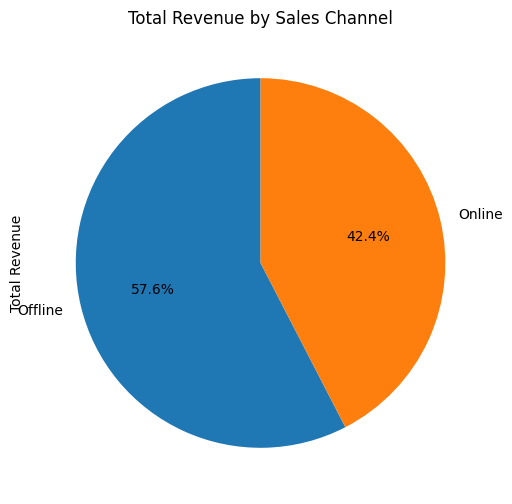 Total Revenue by Sales Channel
Online
42.4%
57.6%
Offline
Total Revenue